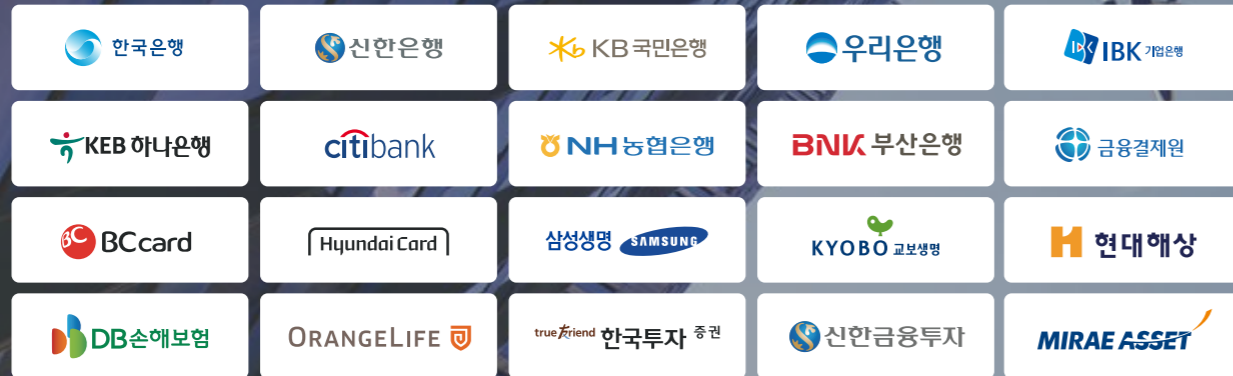 한국은행
신한은행
KB 국민은행
우리은행
IBK 기업은행
KEB 하나은행
citibank
NH 농협은행
BNK 부산은행
금융결제원
BC BC card
Hyundai Card
삼성생명 SAMSUNG
KYOBO 교보생명
H 현대해상
DB손해보험
ORANGELIFE
true friend 한국투자 증권
신한금융투자
MIRAE ASSET